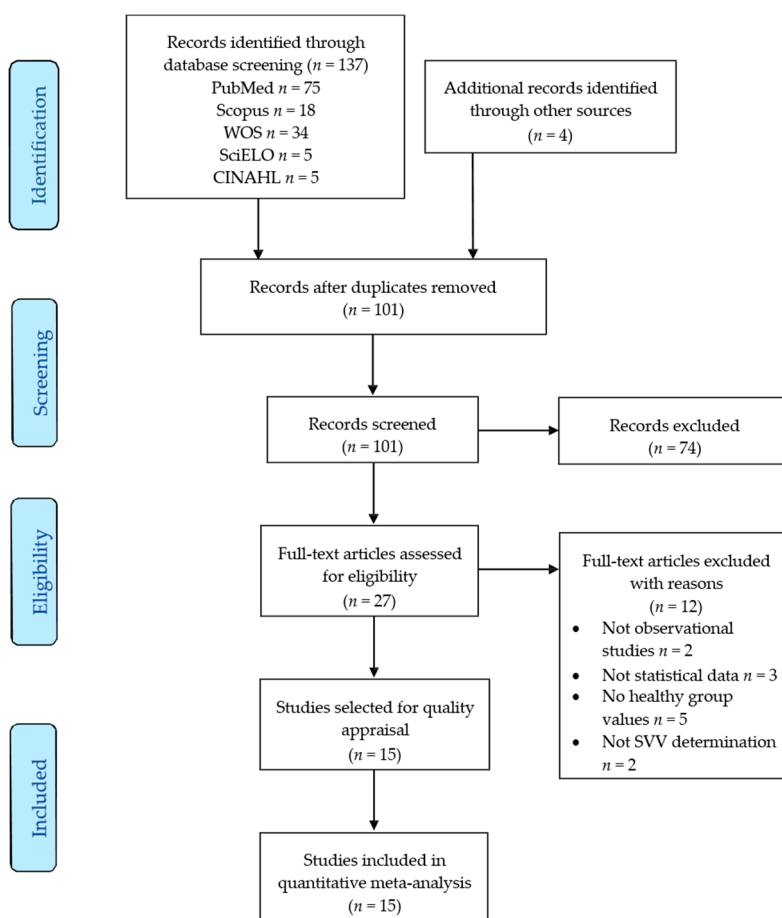 Identification
Records identified through
database screening (n = 137)
PubMed n = 75
Scopus n = 18
WOS n = 34
SciELO n = 5
CINAHL n = 5
Additional records identified
through other sources
(n = 4)
Records after duplicates removed
(n = 101)
Screening
Records screened
(n = 101)
Records excluded
(n = 74)
Eligibility
Full-text articles assessed
for eligibility
(n = 27)
Full-text articles excluded
with reasons
(n = 12)
• Not observational
studies n = 2
• Not statistical data n = 3
• No healthy group
values n = 5
• Not SVV determination
n = 2
Studies selected for quality
appraisal
(n = 15)
Included
Studies included in
quantitative meta-analysis
(n = 15)